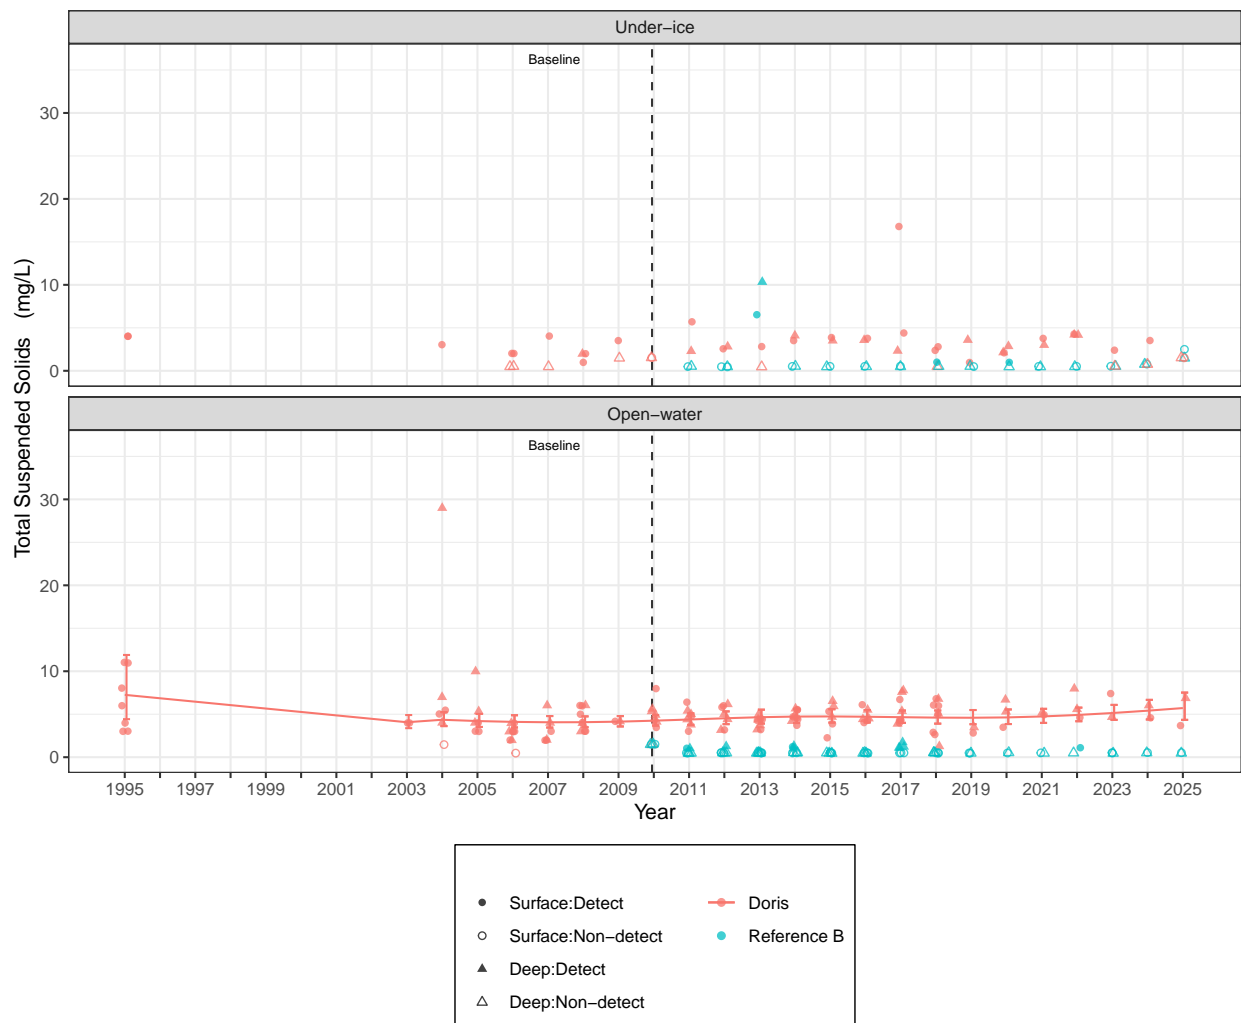 Under−ice
Baseline
30
20
10
0
Open−water
Baseline
30
20
10
0
Total Suspended Solids (mg/L)
1995 1997 1999 2001 2003 2005 2007 2009 2011 2013 2015 2017 2019 2021 2023 2025
Year
Surface:Detect
Surface:Non−detect
Deep:Detect
Deep:Non−detect
Doris
Reference B